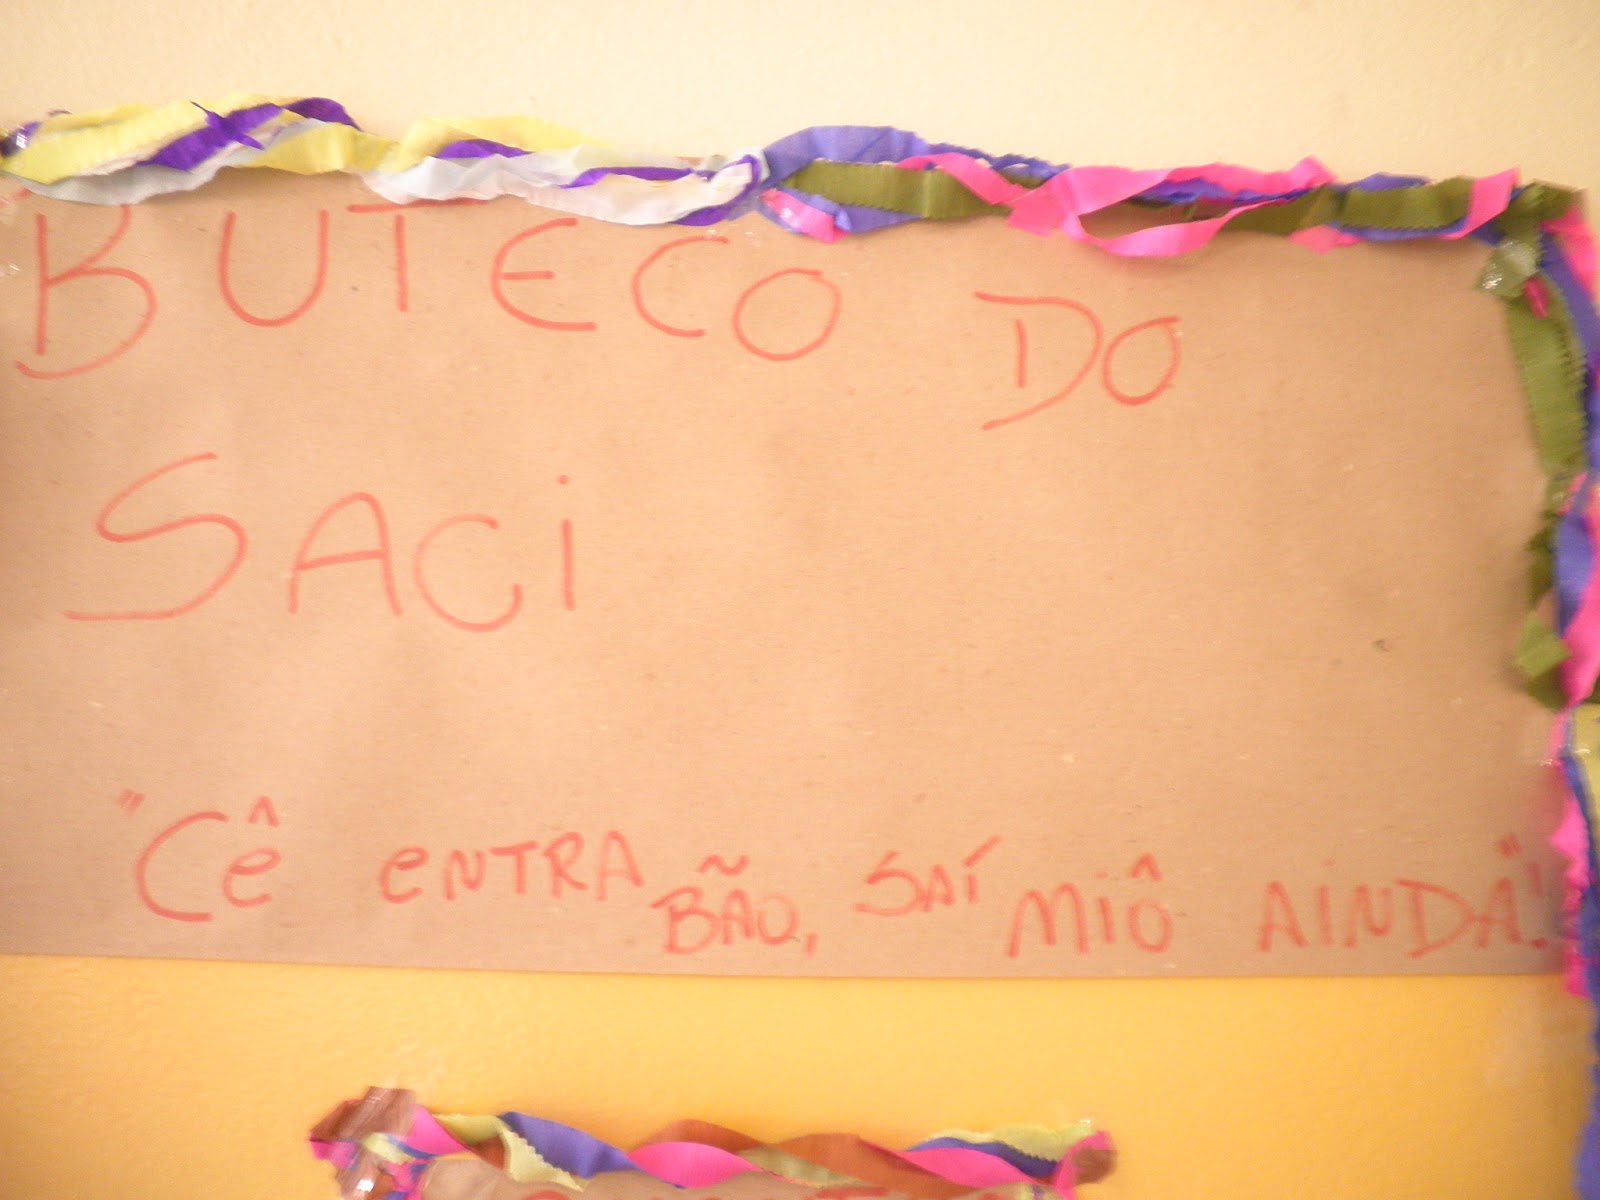 BUTECO DO
SACI
"Cê ENTRA BÃO, SAÍ MIÔ AINDA"!